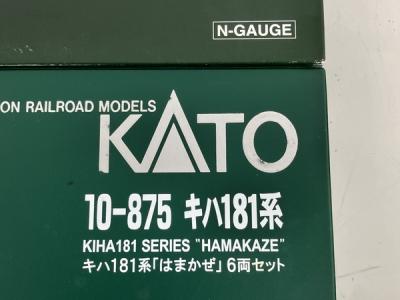 N-GAUGE
ON RAILROAD MODELS
KATO
10-875 キハ181系
KIHA181 SERIES "HAMAKAZE"
キハ181系「はまかぜ」6両セット